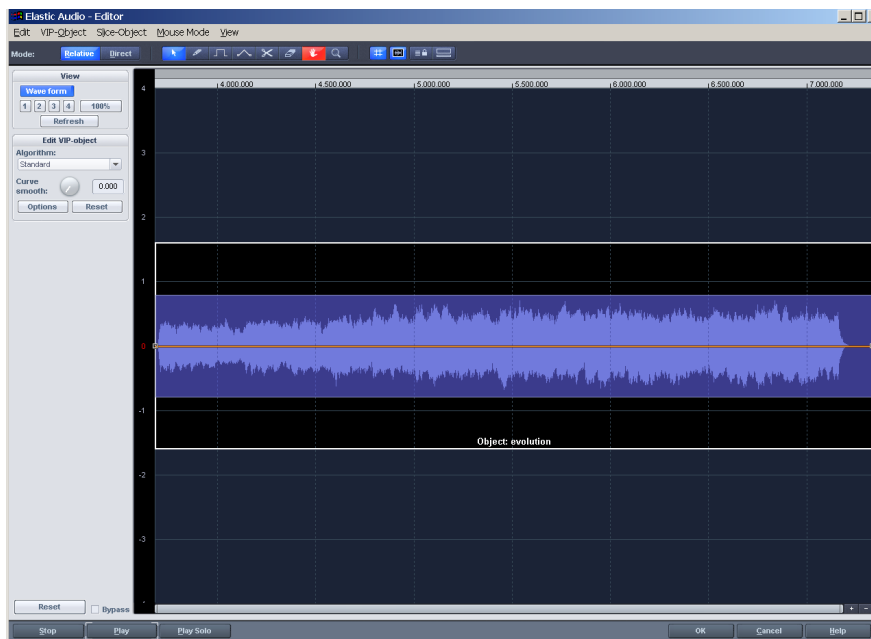 Elastic Audio - Editor
Edit VIP-Object Slice-Object Mouse Mode View
Mode: Relative Direct
View
Wave form
1 2 3 4 100%
Refresh
Edit VIP-object
Algorithm:
Standard
Curve smooth: 0.000
Options Reset
4.000.000 4.500.000 5.000.000 5.500.000 6.000.000 6.500.000 7.000.000
4
3
2
1
0
-1
-2
-3
Object: evolution
Reset Bypass
Stop Play Play Solo OK Cancel Help